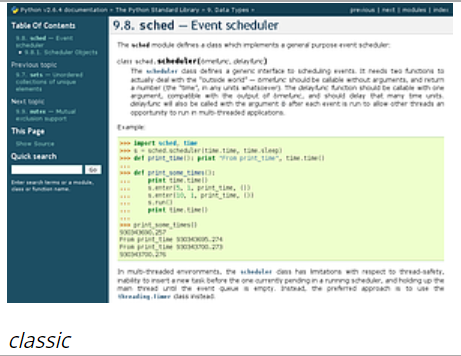 Python v2.6.4 documentation » The Python Standard Library » 9. Data Types »
previous | next | modules | index
Table Of Contents
9.8. sched — Event
scheduler
9.8.1. Scheduler Objects
Previous topic
9.7. sets — Unordered
collections of unique
elements
Next topic
9.9. mutex — Mutual
exclusion support
This Page
Show Source
Quick search
Go
Enter search terms or a module,
class or function name.
9.8. sched — Event scheduler
The sched module defines a class which implements a general purpose event scheduler:
class sched.scheduler(timefunc, delayfunc)
The scheduler class defines a generic interface to scheduling events. It needs two functions to
actually deal with the "outside world" — timefunc should be callable without arguments, and return
a number (the "time", in any units whatsoever). The delayfunc function should be callable with one
argument, compatible with the output of timefunc, and should delay that many time units.
delayfunc will also be called with the argument 0 after each event is run to allow other threads an
opportunity to run in multi-threaded applications.
Example:
>>> import sched, time
>>> s = sched.scheduler(time.time, time.sleep)
>>> def print_time(): print "From print_time", time.time()
...
>>> def print_some_times():
... print time.time()
... s.enter(5, 1, print_time, ())
... s.enter(10, 1, print_time, ())
... s.run()
... print time.time()
...
>>> print_some_times()
930343690.257
From print_time 930343695.274
From print_time 930343700.273
930343700.276
In multi-threaded environments, the scheduler class has limitations with respect to thread-safety,
inability to insert a new task before the one currently pending in a running scheduler, and holding up the
main thread until the event queue is empty. Instead, the preferred approach is to use the
threading.Timer class instead.
classic